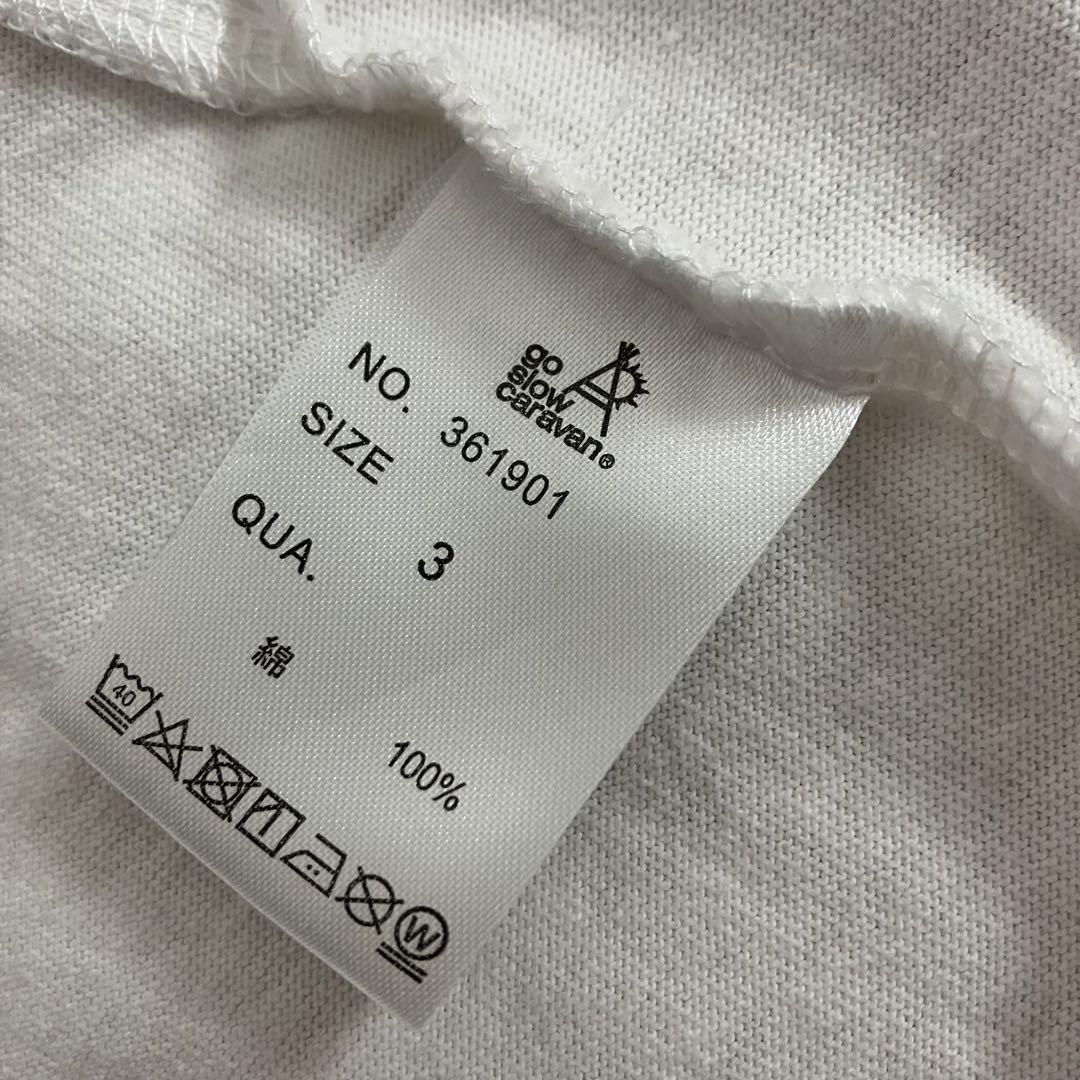 go
slow
caravan®
NO. 361901
SIZE 3
QUA.
綿 100%
40
W